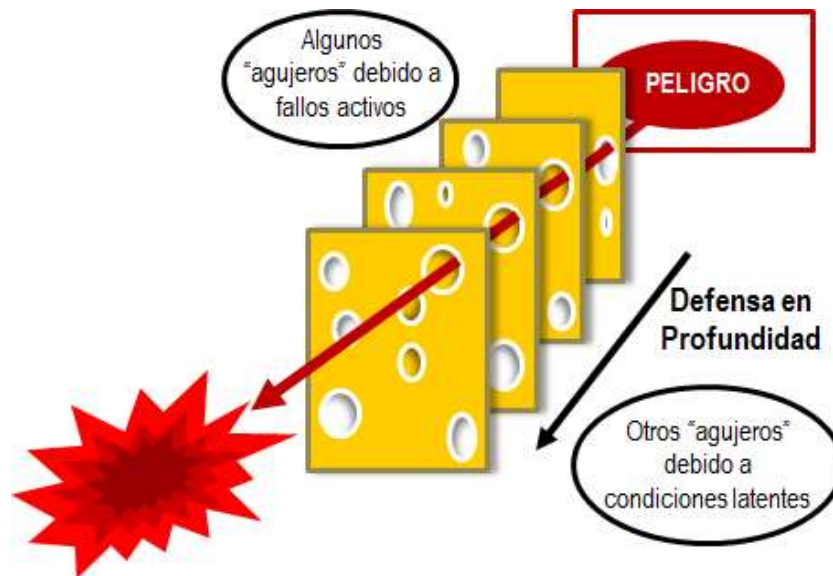 Algunos
"agujeros" debido a
fallos activos
PELIGRO
Defensa en
Profundidad
Otros "agujeros"
debido a
condiciones latentes